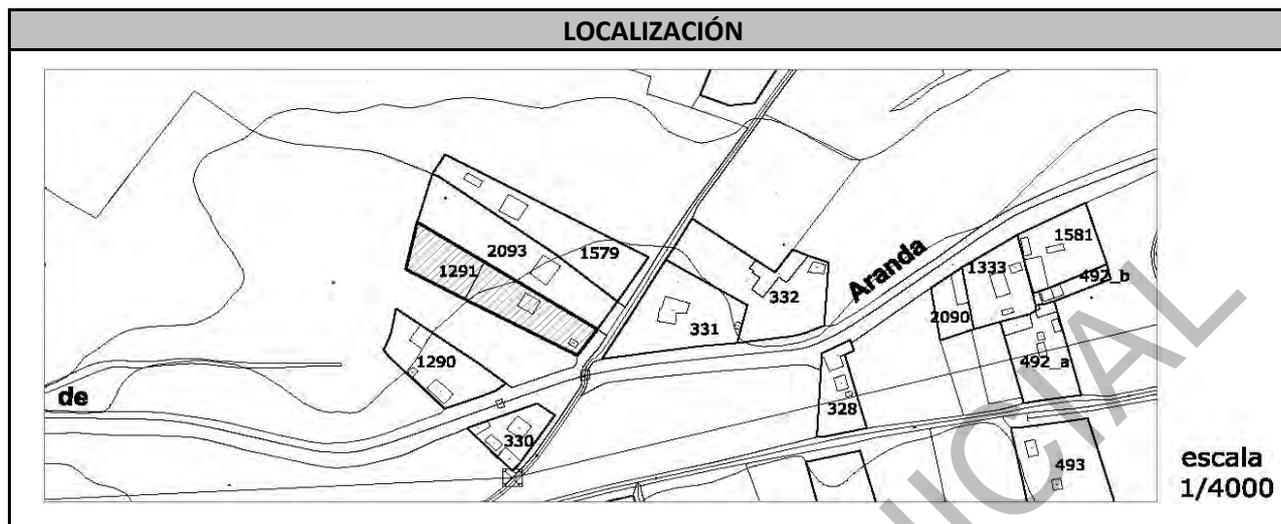 LOCALIZACIÓN
1579
2093
1291
1581
Aranda
1333
492_b
332
331
2090
1290
492_a
de
328
330
493
escala
1/4000